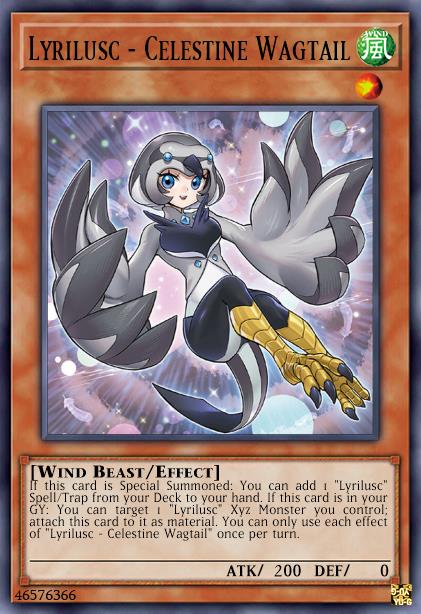 LYRILUSC - CELESTINE WAGTAIL
WIND
風
[WIND BEAST/EFFECT]
If this card is Special Summoned: You can add 1 "Lyrilusc"
Spell/Trap from your Deck to your hand. If this card is in your
GY: You can target 1 "Lyrilusc" Xyz Monster you control;
attach this card to it as material. You can only use each effect
of "Lyrilusc - Celestine Wagtail" once per turn.
ATK/ 200 DEF/ 0
46576366